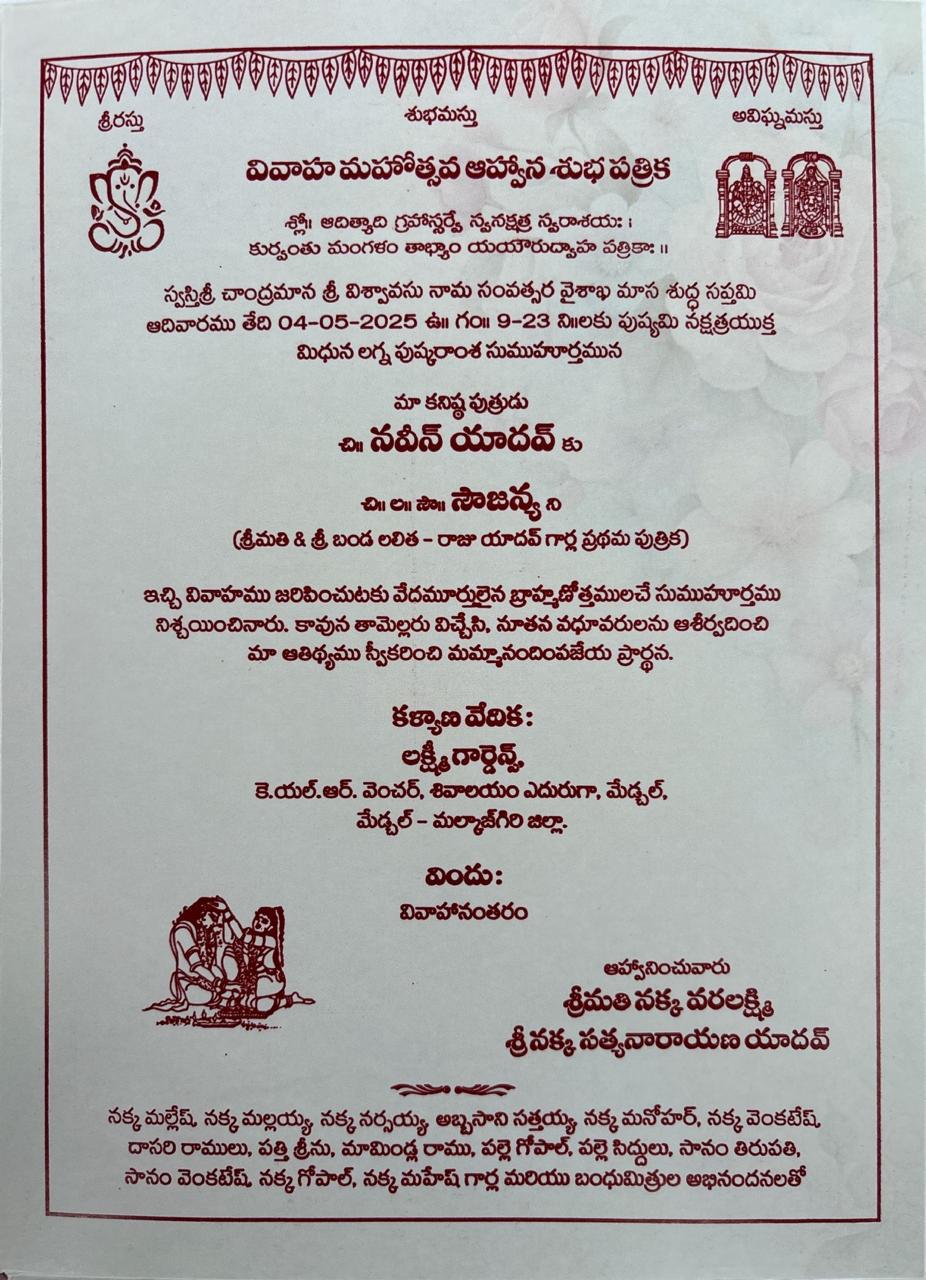 శ్రీరస్తు
శుభమస్తు
అవిఘ్నమస్తు
వివాహ మహోత్సవ ఆహ్వాన శుభ పత్రిక
శ్లో॥ ఆదిత్యాది గ్రహాస్సర్వే స్వనక్షత్ర స్వరాశయః ।
కుర్వంతు మంగళం తాభ్యాం యయోరుద్వాహ పత్రికాః ॥
స్వస్తిశ్రీ చాంద్రమాన శ్రీ విశ్వావసు నామ సంవత్సర వైశాఖ మాస శుద్ధ సప్తమి
ఆదివారము తేది 04-05-2025 ఉ॥ గం॥ 9-23 ని॥లకు పుష్యమి నక్షత్రయుక్త
మిధున లగ్న పుష్కరాంశ సుముహూర్తమున
మా కనిష్ఠ పుత్రుడు
చి॥ నవీన్ యాదవ్ కు
చి॥ ల॥ సౌ॥ సౌజన్య ని
(శ్రీమతి & శ్రీ బండ లలిత - రాజు యాదవ్ గార్ల ప్రథమ పుత్రిక)
ఇచ్చి వివాహము జరిపించుటకు వేదమూర్తులైన బ్రాహ్మణోత్తములచే సుముహూర్తము
నిశ్చయించినారు. కావున తామెల్లరు విచ్చేసి, నూతన వధూవరులను ఆశీర్వదించి
మా ఆతిథ్యము స్వీకరించి మమ్మానందింపజేయ ప్రార్థన.
కళ్యాణ వేదిక:
లక్ష్మీ గార్డెన్స్,
కె.యల్.ఆర్. వెంచర్, శివాలయం ఎదురుగా, మేడ్చల్,
మేడ్చల్ - మల్కాజ్‌గిరి జిల్లా.
విందు:
వివాహానంతరం
ఆహ్వానించువారు
శ్రీమతి నక్క వరలక్ష్మి
శ్రీ నక్క సత్యనారాయణ యాదవ్
నక్క మల్లేష్, నక్క మల్లయ్య, నక్క నర్సయ్య, అబ్బసాని సత్తయ్య, నక్క మనోహర్, నక్క వెంకటేష్,
దాసరి రాములు, పత్తి శ్రీను, మామిండ్ల రాము, పల్లె గోపాల్, పల్లె సిద్దులు, సానం తిరుపతి,
సానం వెంకటేష్, నక్క గోపాల్, నక్క మహేష్ గార్ల మరియు బంధుమిత్రుల అభినందనలతో